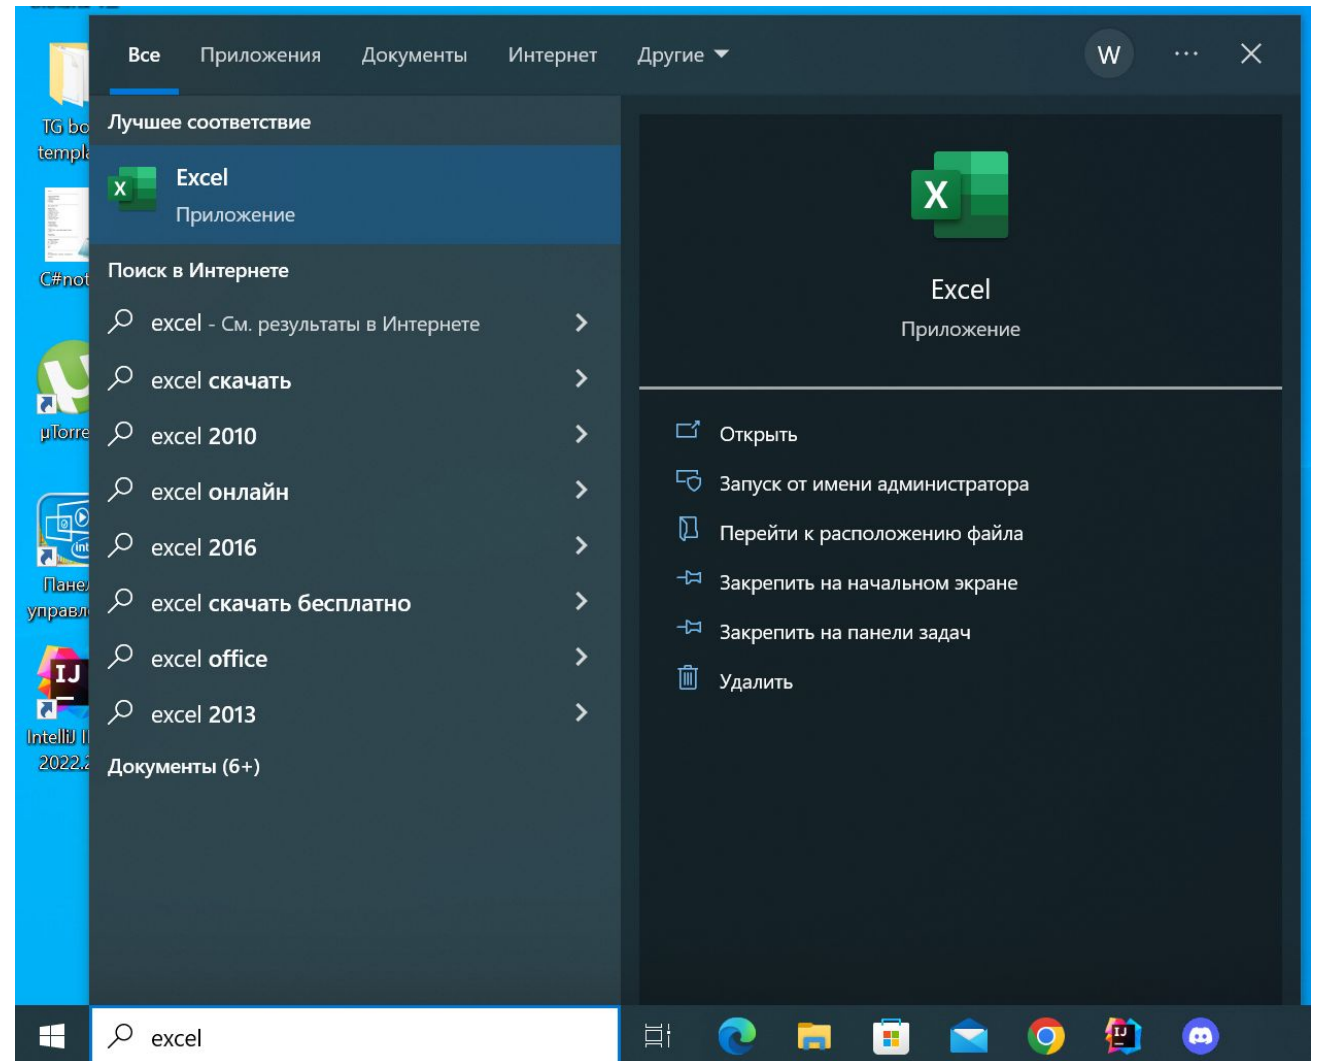 Все Приложения Документы Интернет Другие
W
Лучшее соответствие
Excel
Приложение
Поиск в Интернете
excel - См. результаты в Интернете
excel скачать
excel 2010
excel онлайн
excel 2016
excel скачать бесплатно
excel office
excel 2013
Документы (6+)
Excel
Приложение
Открыть
Запуск от имени администратора
Перейти к расположению файла
Закрепить на начальном экране
Закрепить на панели задач
Удалить
TG bo
templa
C#not
µTorre
Панел
управл
IntelliJ I
2022.2
excel